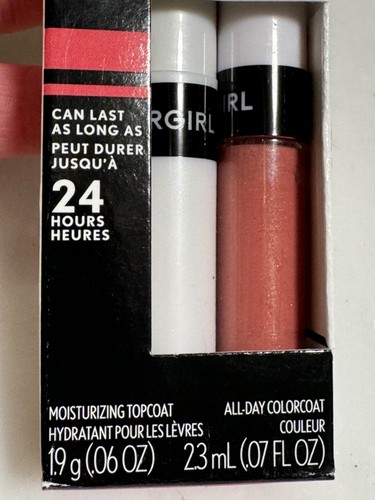 CAN LAST
AS LONG AS
PEUT DURER
JUSQU'À
24
HOURS
HEURES
RGIRL
IRL
MOISTURIZING TOPCOAT
HYDRATANT POUR LES LÈVRES
1.9 g (.06 OZ)
ALL-DAY COLORCOAT
COULEUR
2.3 mL (.07 FL OZ)